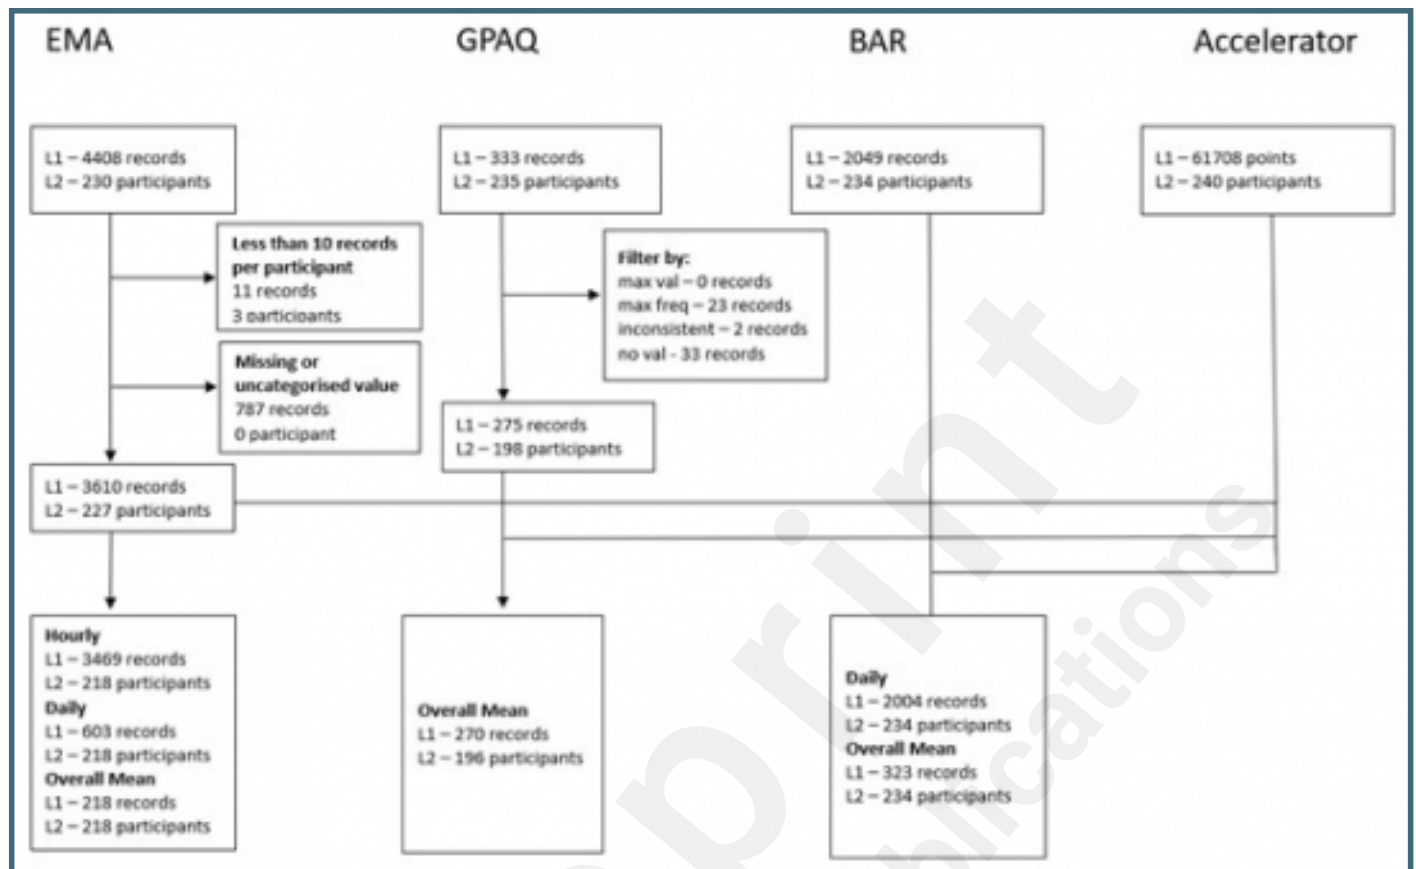 EMA
GPAQ
BAR
Accelerator
L1 – 4408 records
L2 – 230 participants
L1 – 333 records
L2 – 235 participants
L1 – 2049 records
L2 – 234 participants
L1 – 61708 points
L2 – 240 participants
Less than 10 records
per participant
11 records
3 participants
Filter by:
max val – 0 records
max freq – 23 records
inconsistent – 2 records
no val - 33 records
Missing or
uncategorised value
787 records
0 participant
L1 – 275 records
L2 – 198 participants
L1 – 3610 records
L2 – 227 participants
Hourly
L1 – 3469 records
L2 – 218 participants
Daily
L1 – 603 records
L2 – 218 participants
Overall Mean
L1 – 218 records
L2 – 218 participants
Overall Mean
L1 – 270 records
L2 – 196 participants
Daily
L1 – 2004 records
L2 – 234 participants
Overall Mean
L1 – 323 records
L2 – 234 participants
print
blications